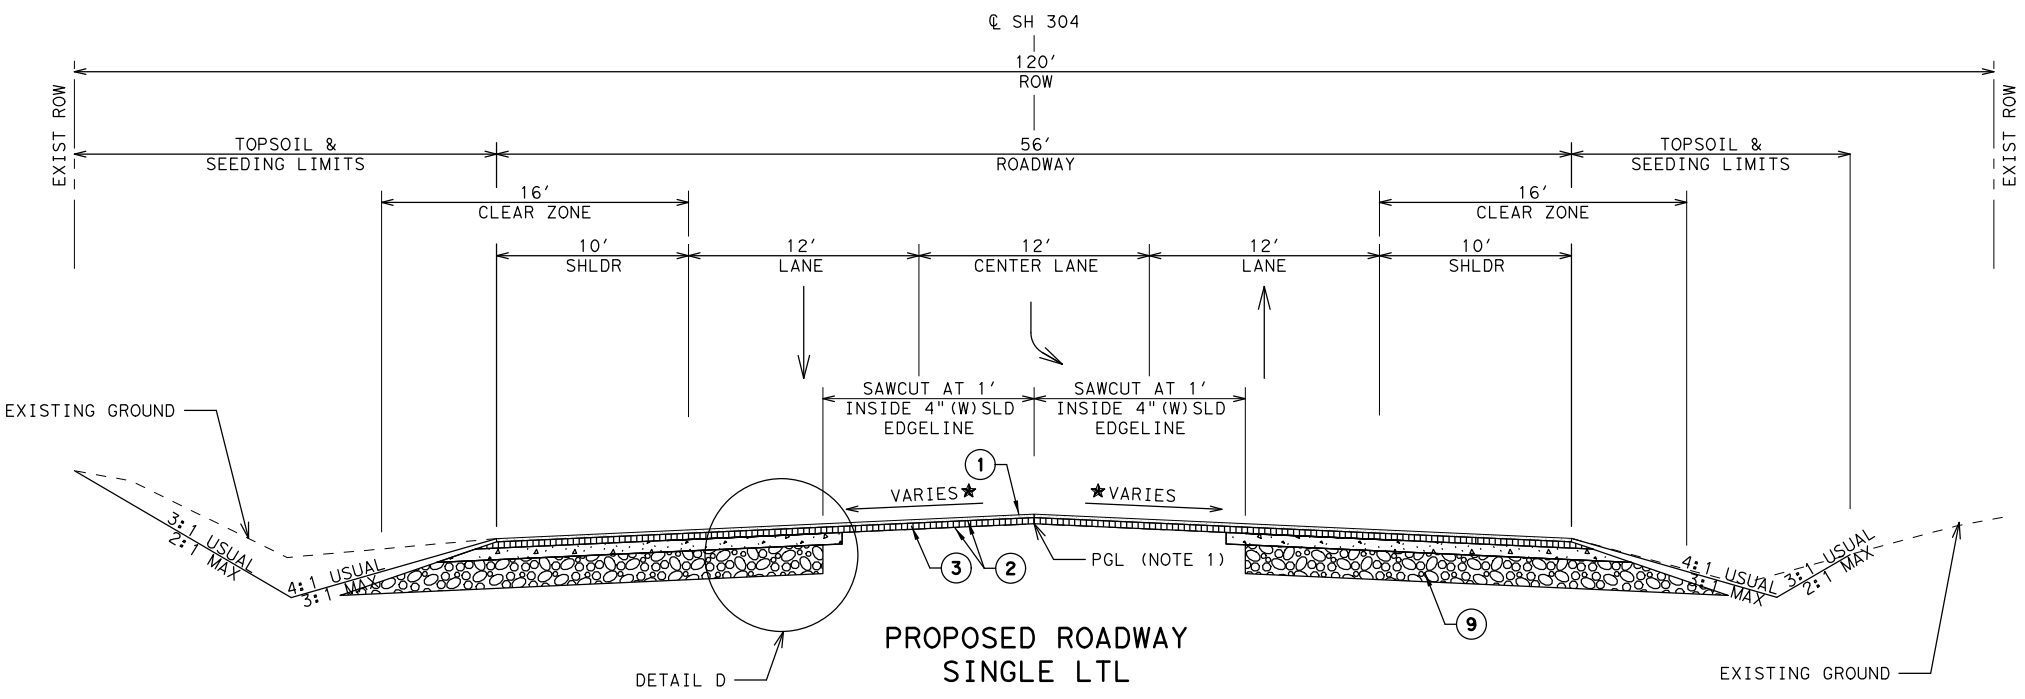 ℄ SH 304
120'
ROW
EXIST ROW
EXIST ROW
TOPSOIL &
SEEDING LIMITS
56'
ROADWAY
TOPSOIL &
SEEDING LIMITS
16'
CLEAR ZONE
16'
CLEAR ZONE
10'
SHLDR
12'
LANE
12'
CENTER LANE
12'
LANE
10'
SHLDR
SAWCUT AT 1'
INSIDE 4"(W)SLD
EDGELINE
SAWCUT AT 1'
INSIDE 4"(W)SLD
EDGELINE
EXISTING GROUND
1
VARIES★
★VARIES
3:1 USUAL
2:1 MAX
4:1 USUAL
3:1 MAX
3
2
PGL (NOTE 1)
4:1 USUAL
3:1 MAX
3:1 USUAL
2:1 MAX
9
PROPOSED ROADWAY
SINGLE LTL
DETAIL D
EXISTING GROUND